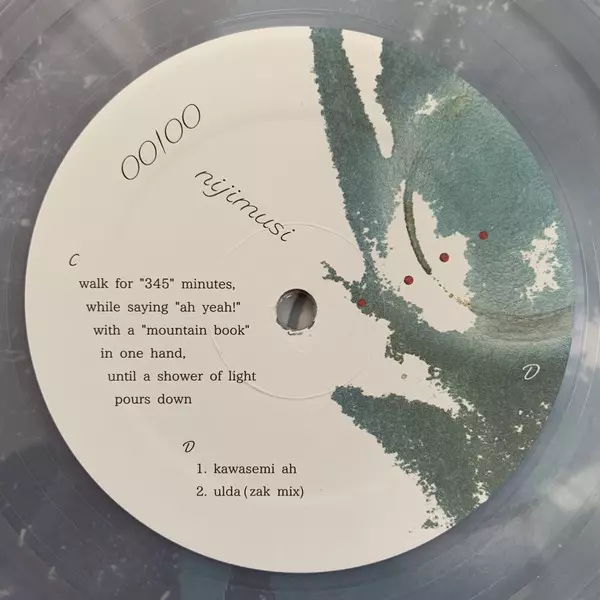 OOIOO
nijimusi
C
walk for "345" minutes,
while saying "ah yeah!"
with a "mountain book"
in one hand,
until a shower of light
pours down
D
1. kawasemi ah
2. ulda (zak mix)
D